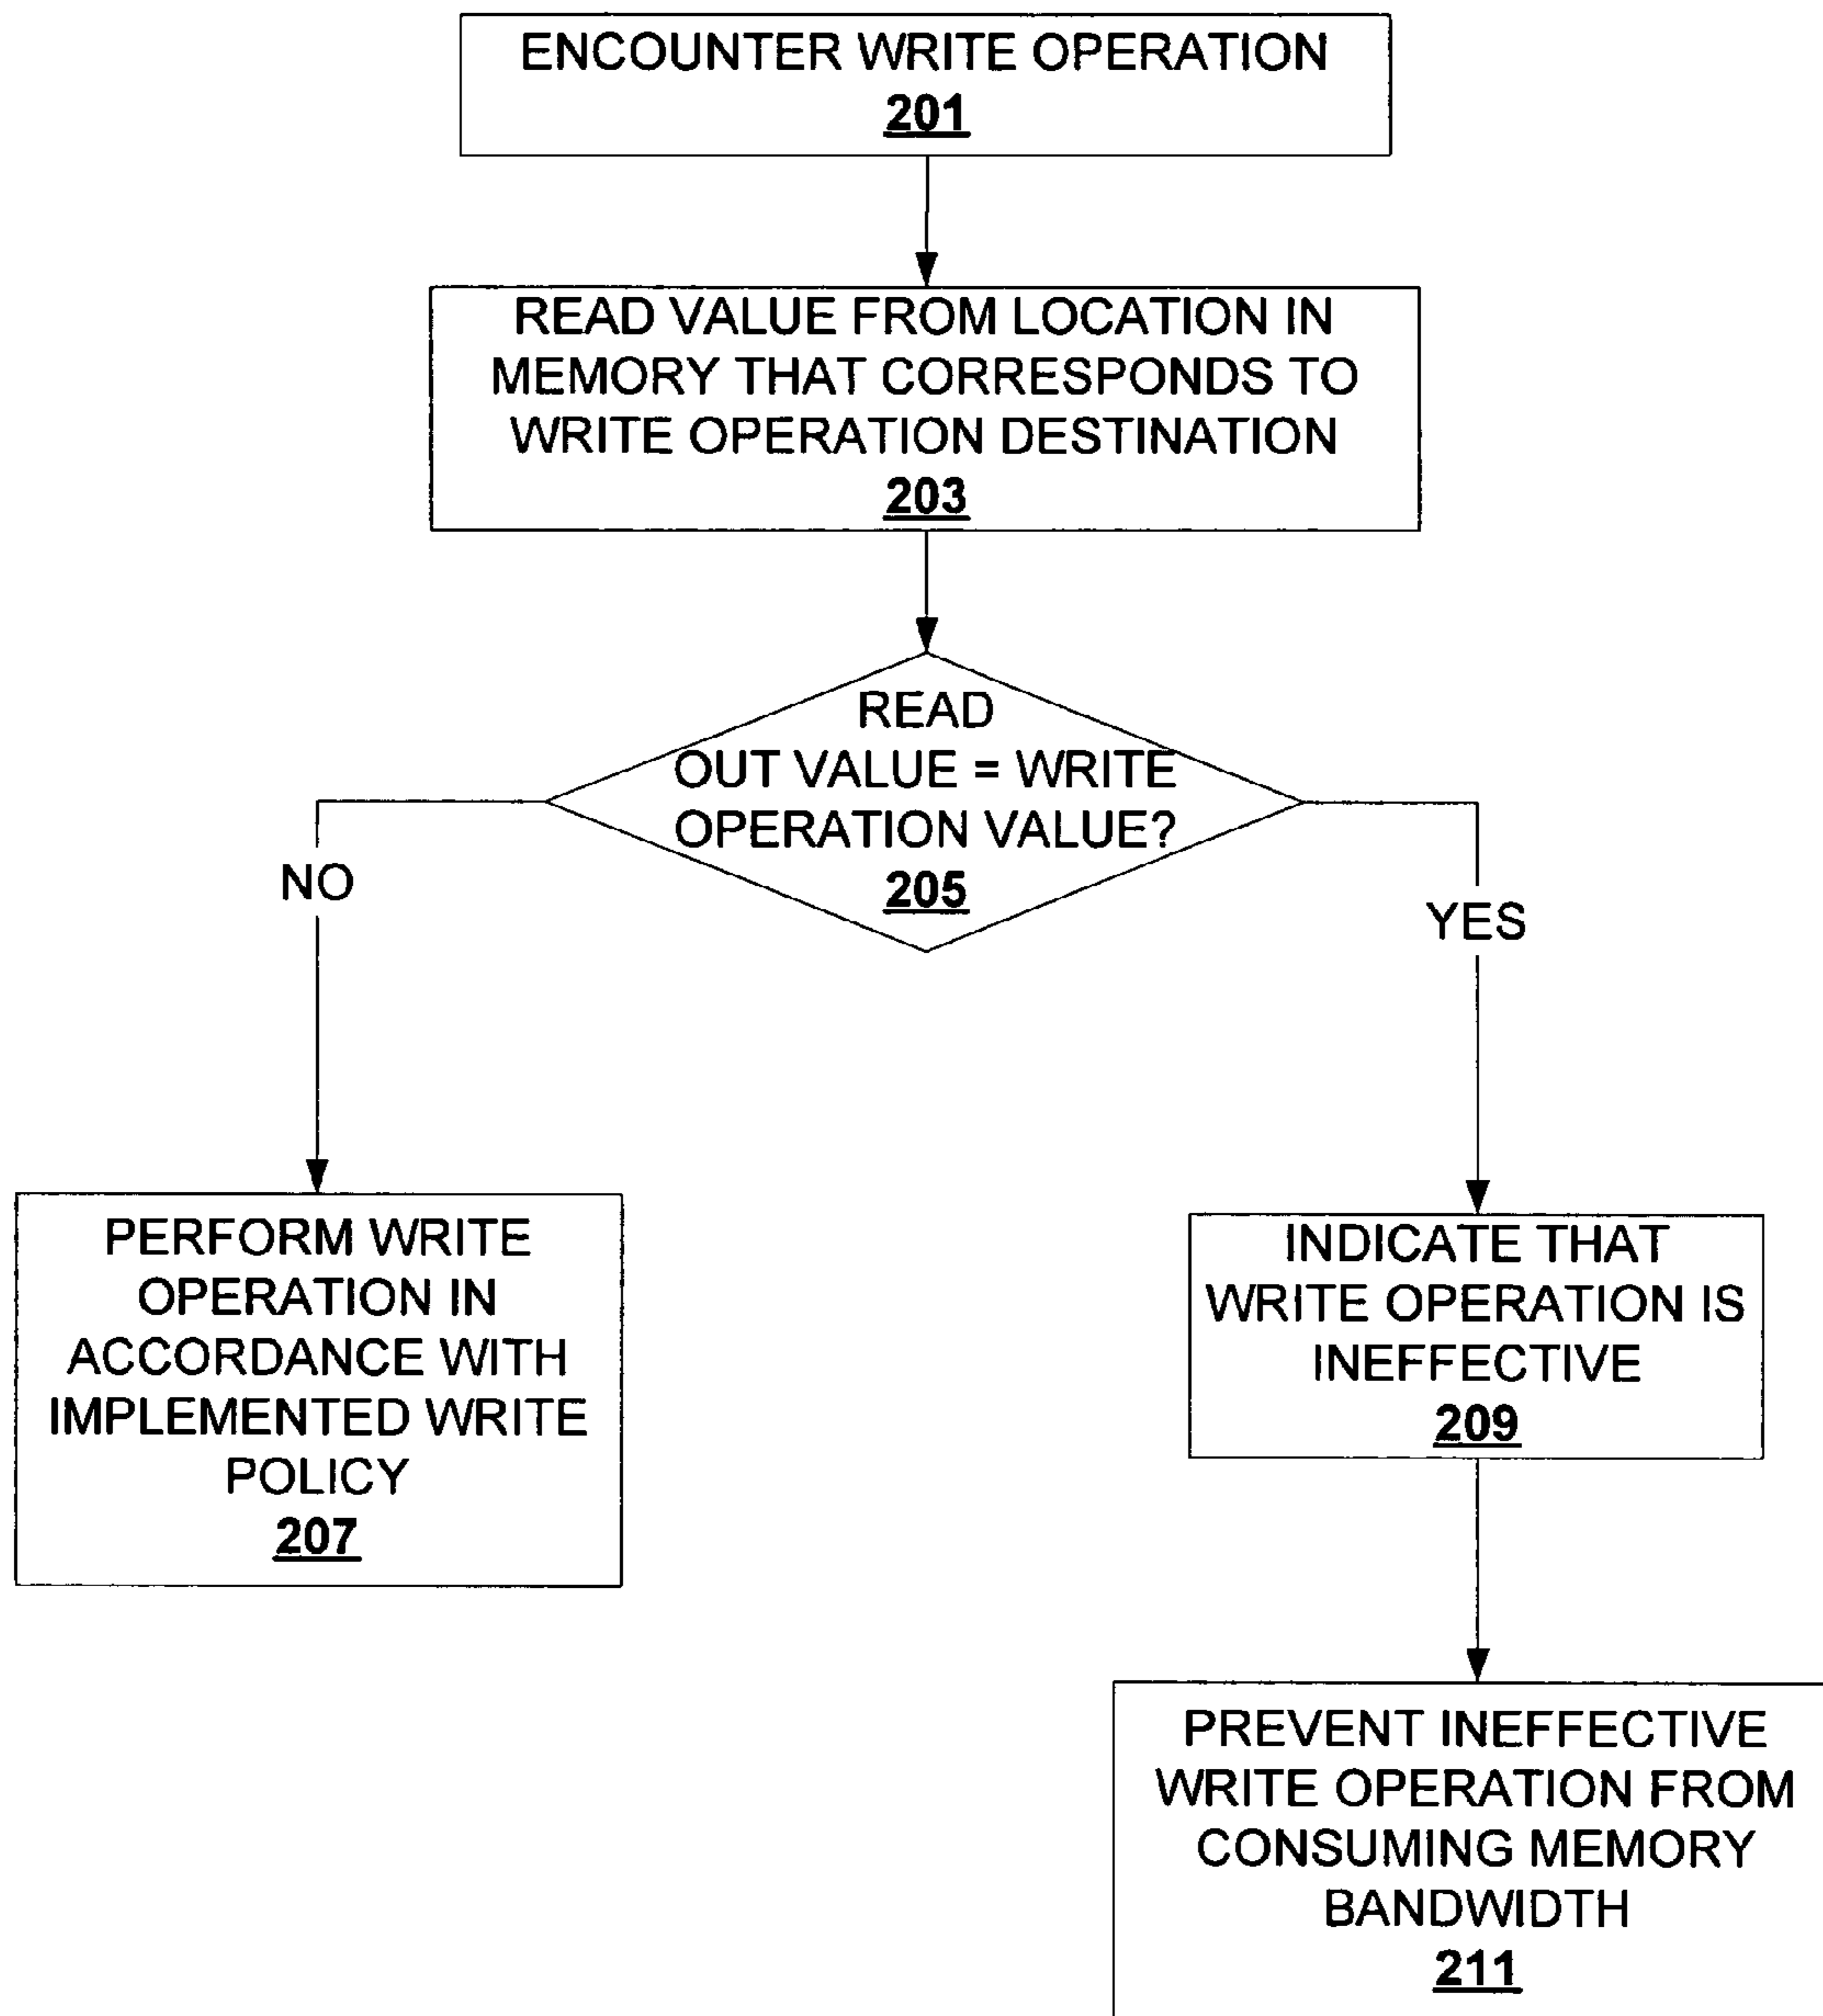 ENCOUNTER WRITE OPERATION
201
READ VALUE FROM LOCATION IN
MEMORY THAT CORRESPONDS TO
WRITE OPERATION DESTINATION
203
READ
OUT VALUE = WRITE
OPERATION VALUE?
205
NO
YES
PERFORM WRITE
OPERATION IN
ACCORDANCE WITH
IMPLEMENTED WRITE
POLICY
207
INDICATE THAT
WRITE OPERATION IS
INEFFECTIVE
209
PREVENT INEFFECTIVE
WRITE OPERATION FROM
CONSUMING MEMORY
BANDWIDTH
211